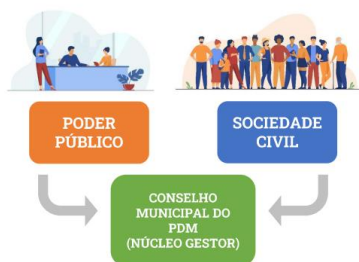 PODER
PÚBLICO
SOCIEDADE
CIVIL
CONSELHO
MUNICIPAL DO
PDM
(NÚCLEO GESTOR)